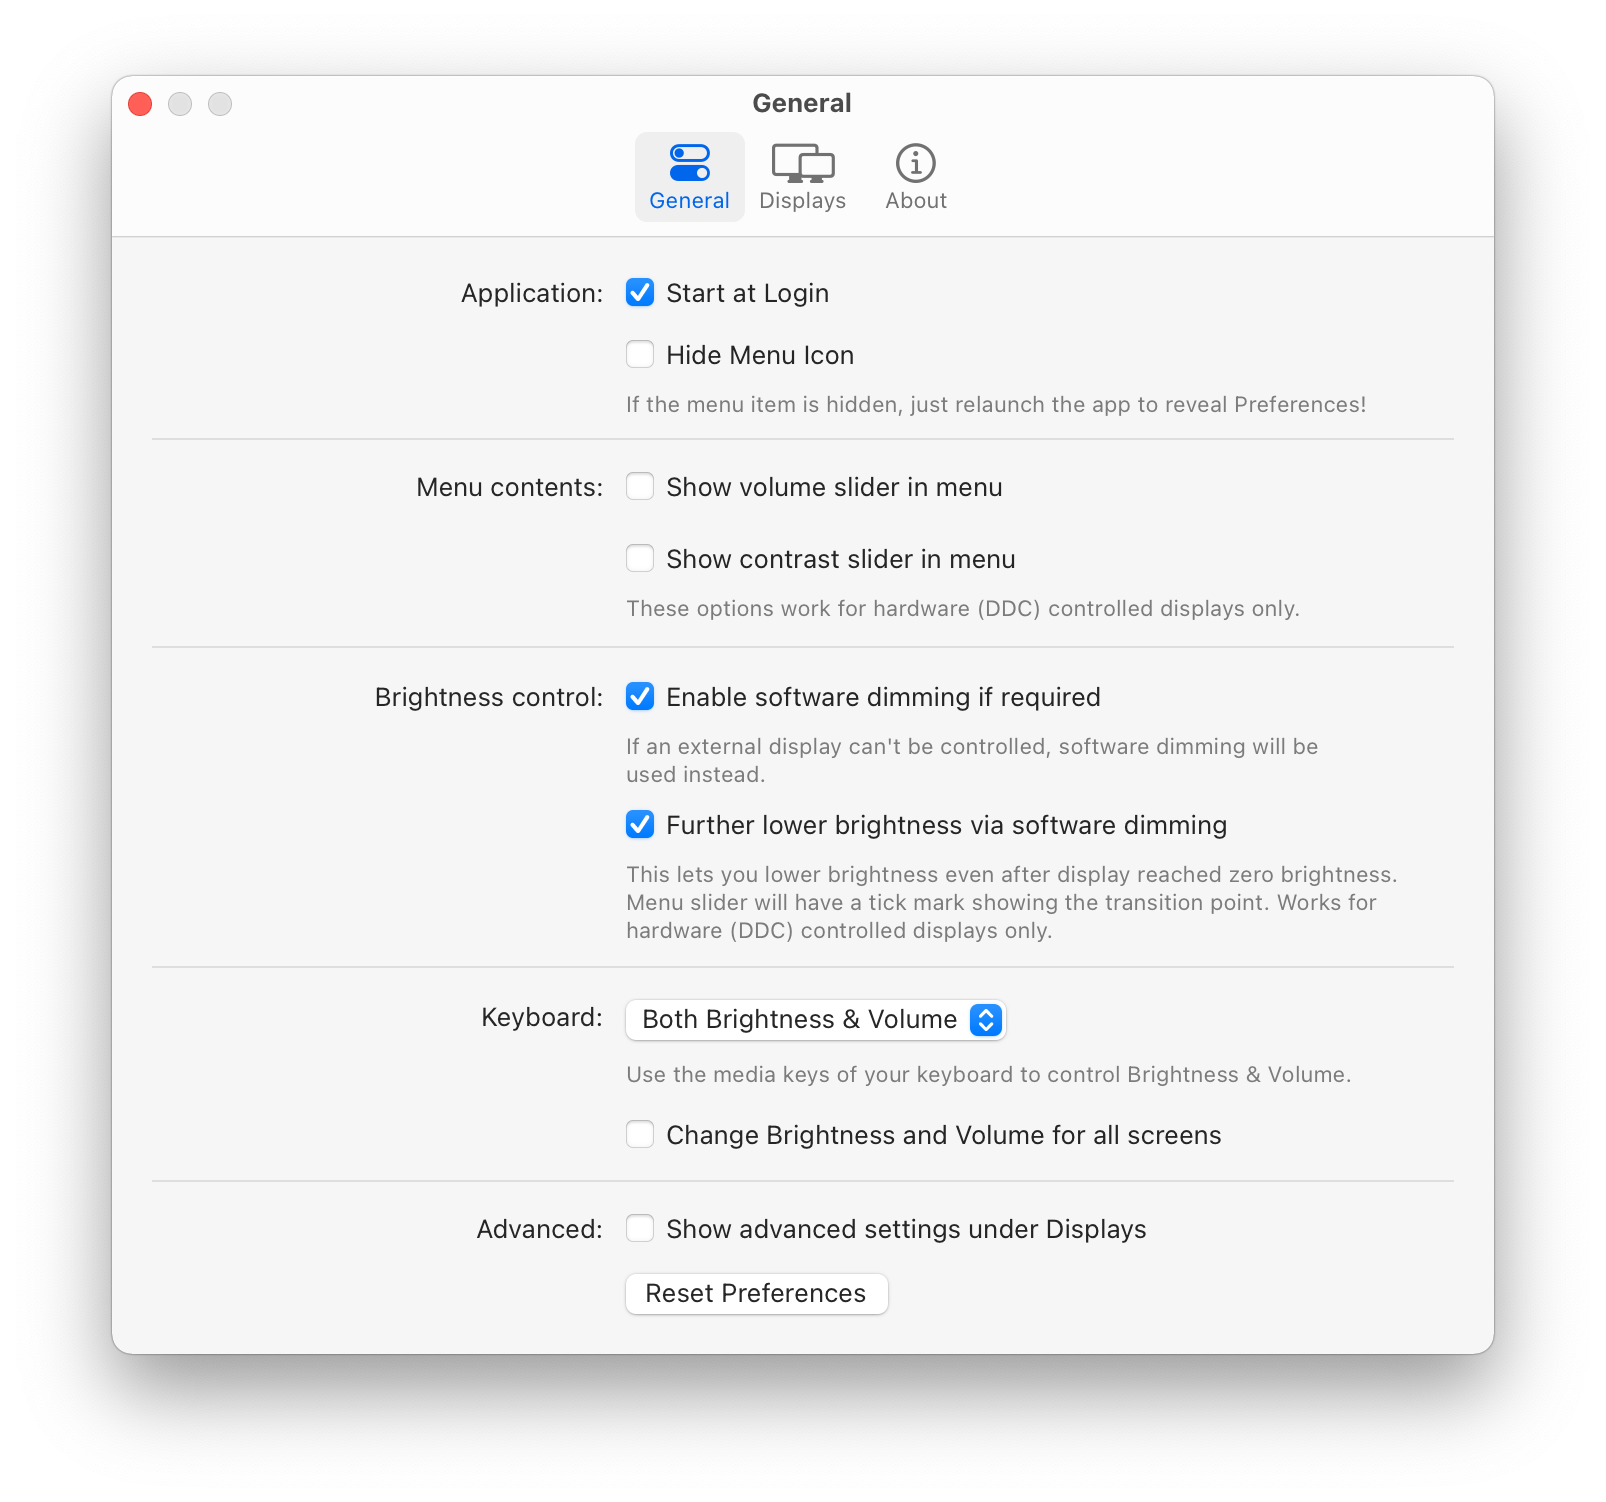 General
General
Displays
About
Application:
Start at Login
Hide Menu Icon
If the menu item is hidden, just relaunch the app to reveal Preferences!
Menu contents:
Show volume slider in menu
Show contrast slider in menu
These options work for hardware (DDC) controlled displays only.
Brightness control:
Enable software dimming if required
If an external display can't be controlled, software dimming will be
used instead.
Further lower brightness via software dimming
This lets you lower brightness even after display reached zero brightness.
Menu slider will have a tick mark showing the transition point. Works for
hardware (DDC) controlled displays only.
Keyboard:
Both Brightness & Volume
Use the media keys of your keyboard to control Brightness & Volume.
Change Brightness and Volume for all screens
Advanced:
Show advanced settings under Displays
Reset Preferences